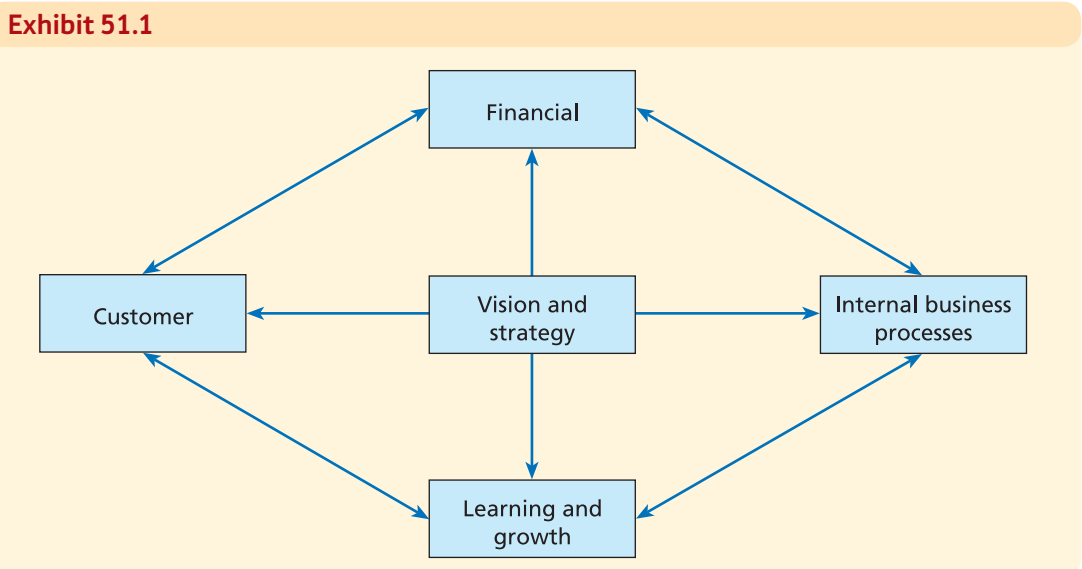 Exhibit 51.1
Financial
Customer
Vision and
strategy
Internal business
processes
Learning and
growth